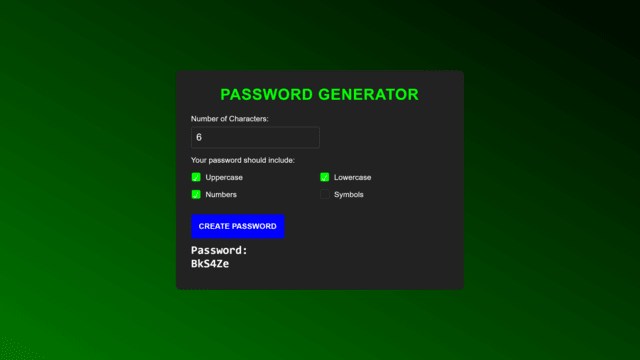 PASSWORD GENERATOR
Number of Characters:
6
Your password should include:
Uppercase
Lowercase
Numbers
Symbols
CREATE PASSWORD
Password:
BkS4Ze